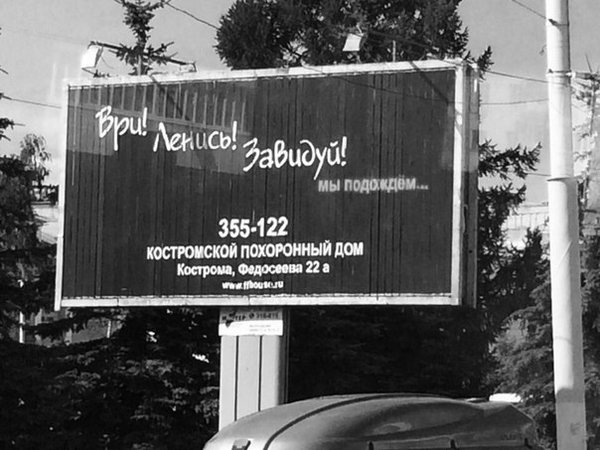 Ври! Ленись! Завидуй!
мы подождём...
355-122
КОСТРОМСКОЙ ПОХОРОННЫЙ ДОМ
Кострома, Федосеева 22 а
www.ffhouse.ru